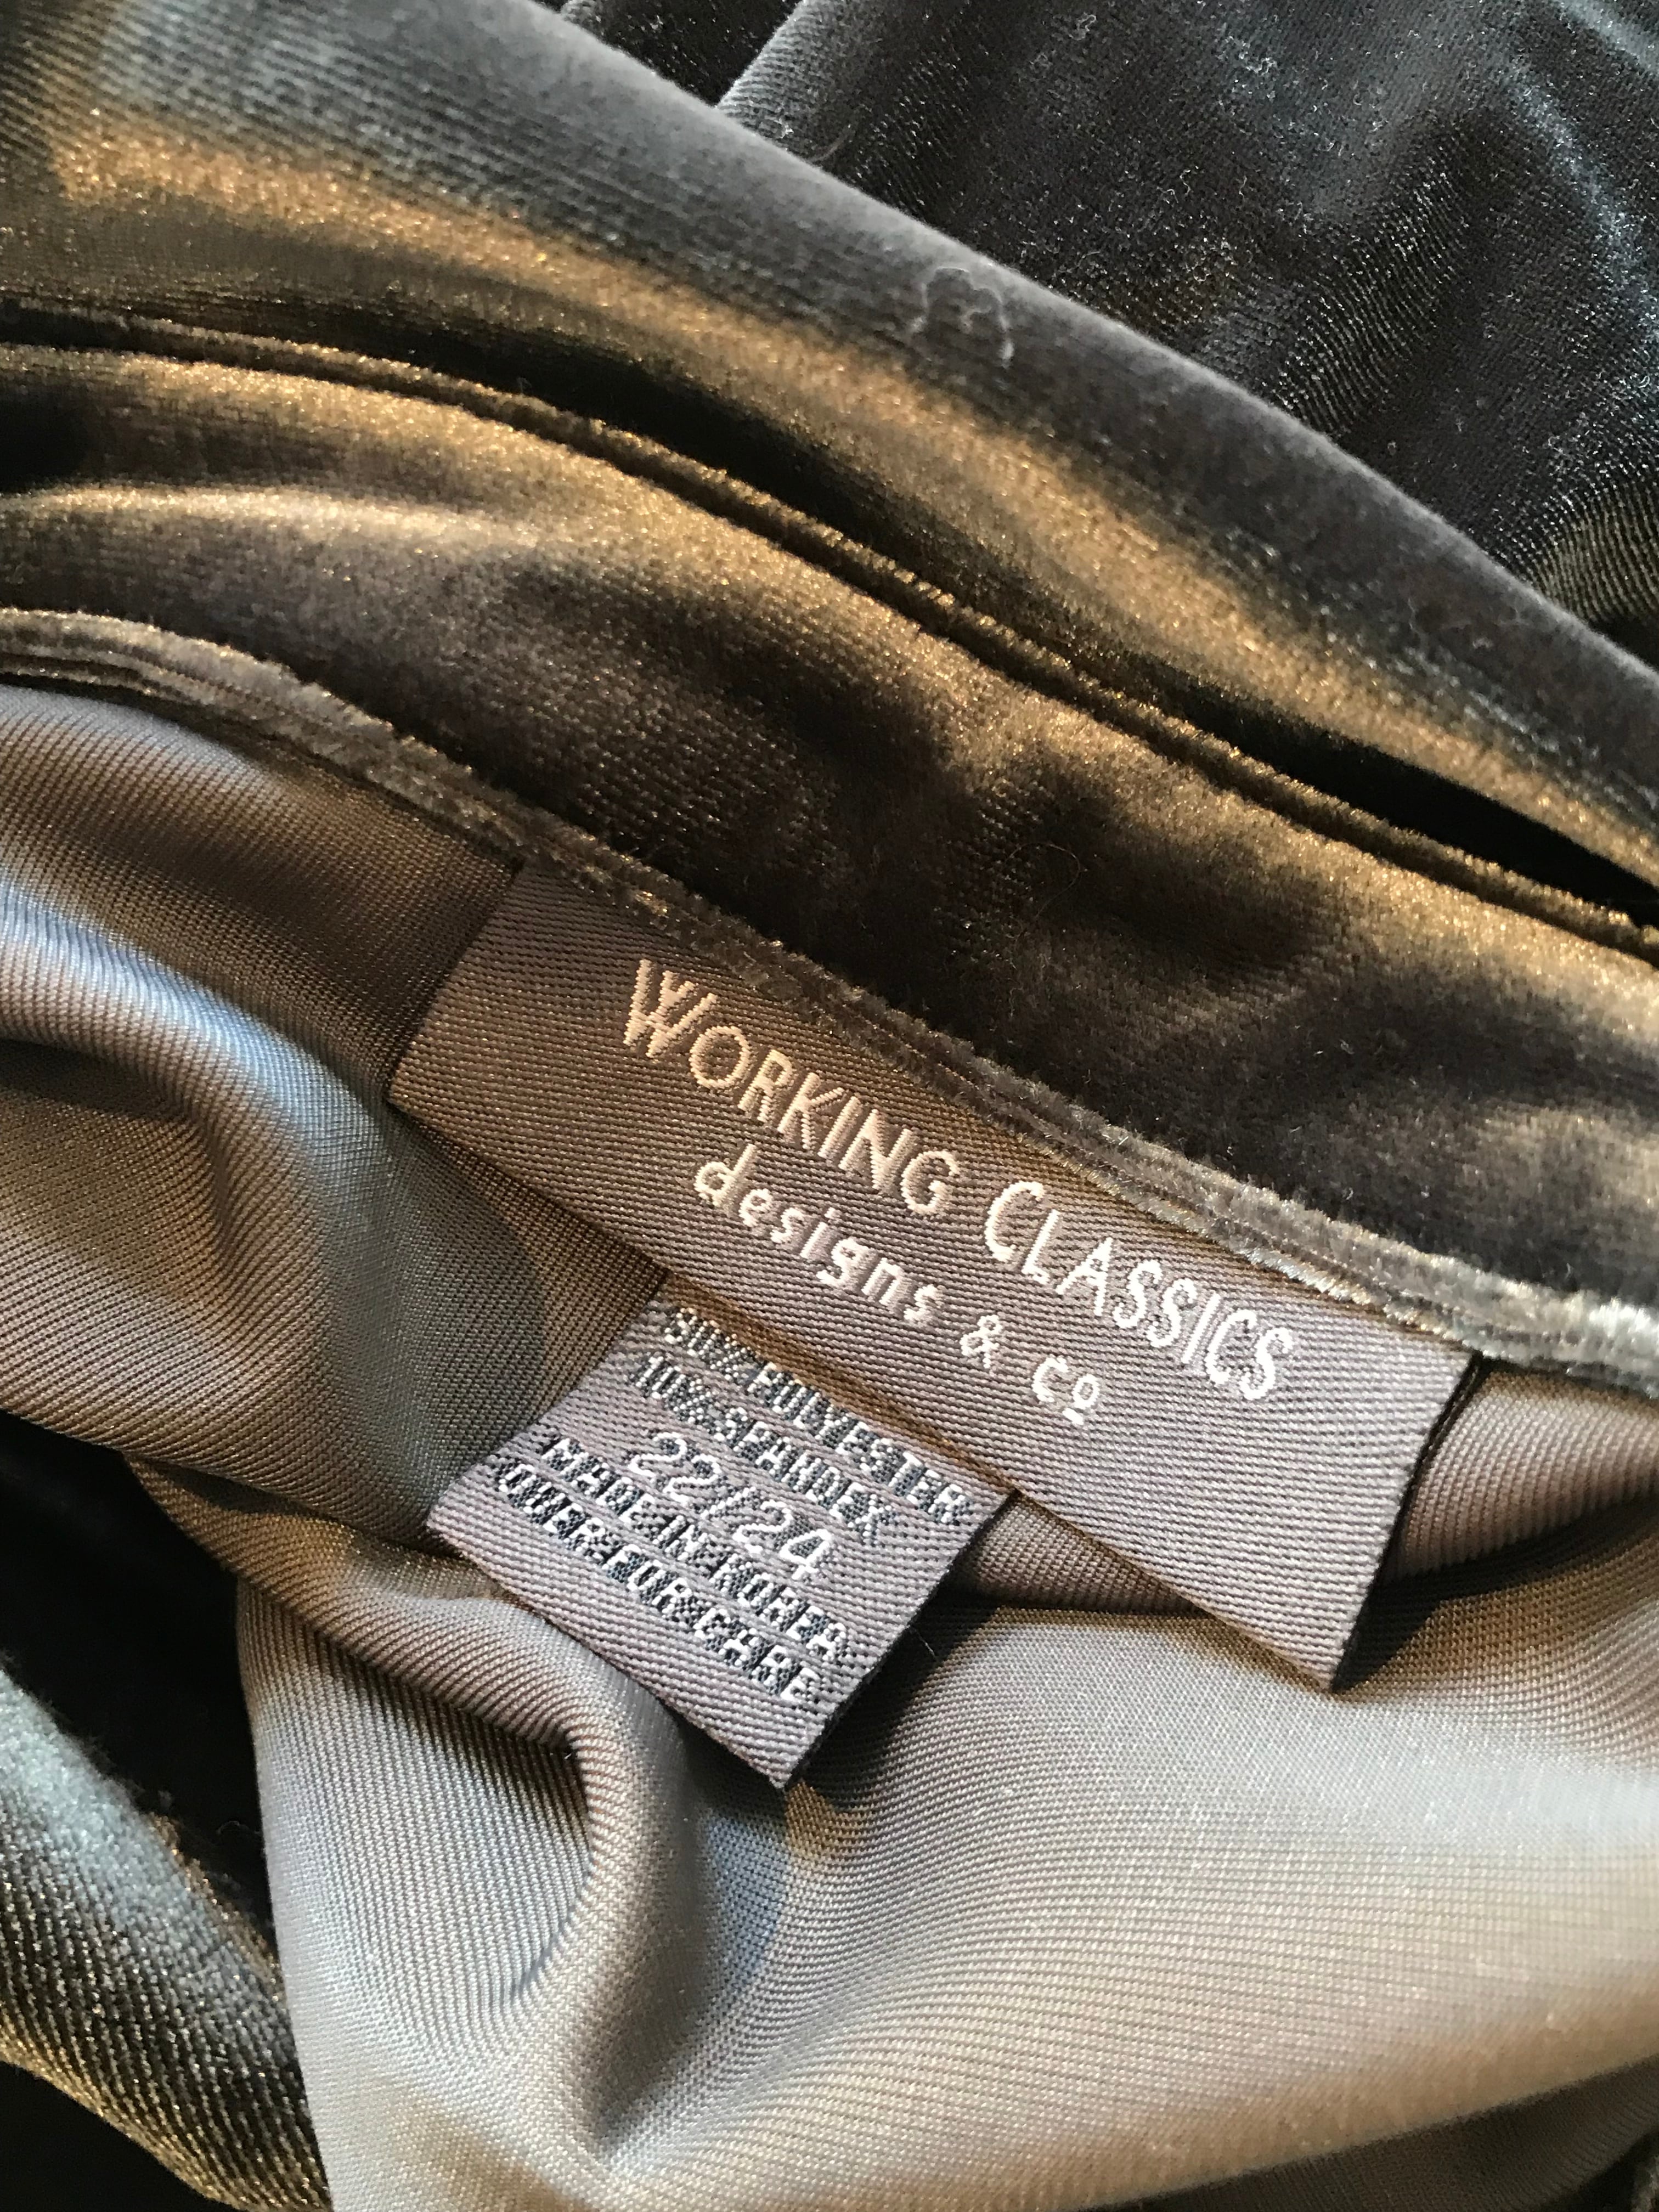 WORKING CLASSICS
designs & co
90% POLYESTER
10% SPANDEX
22/24
MADE IN KOREA
OVER FOR CARE